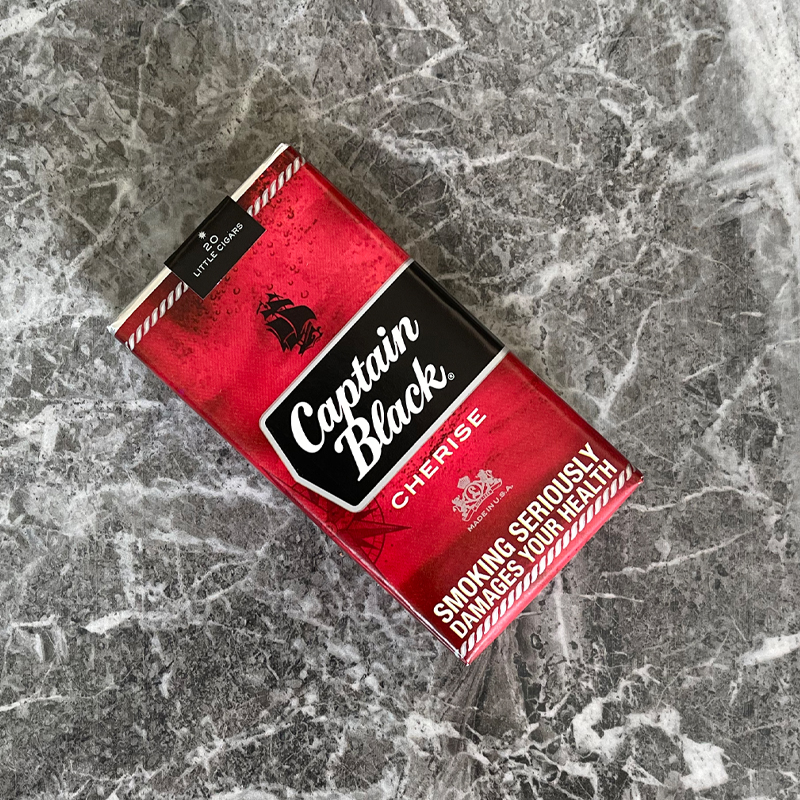 20
LITTLE CIGARS
Captain
Black®
CHERISE
MADE IN U.S.A.
SMOKING SERIOUSLY
DAMAGES YOUR HEALTH